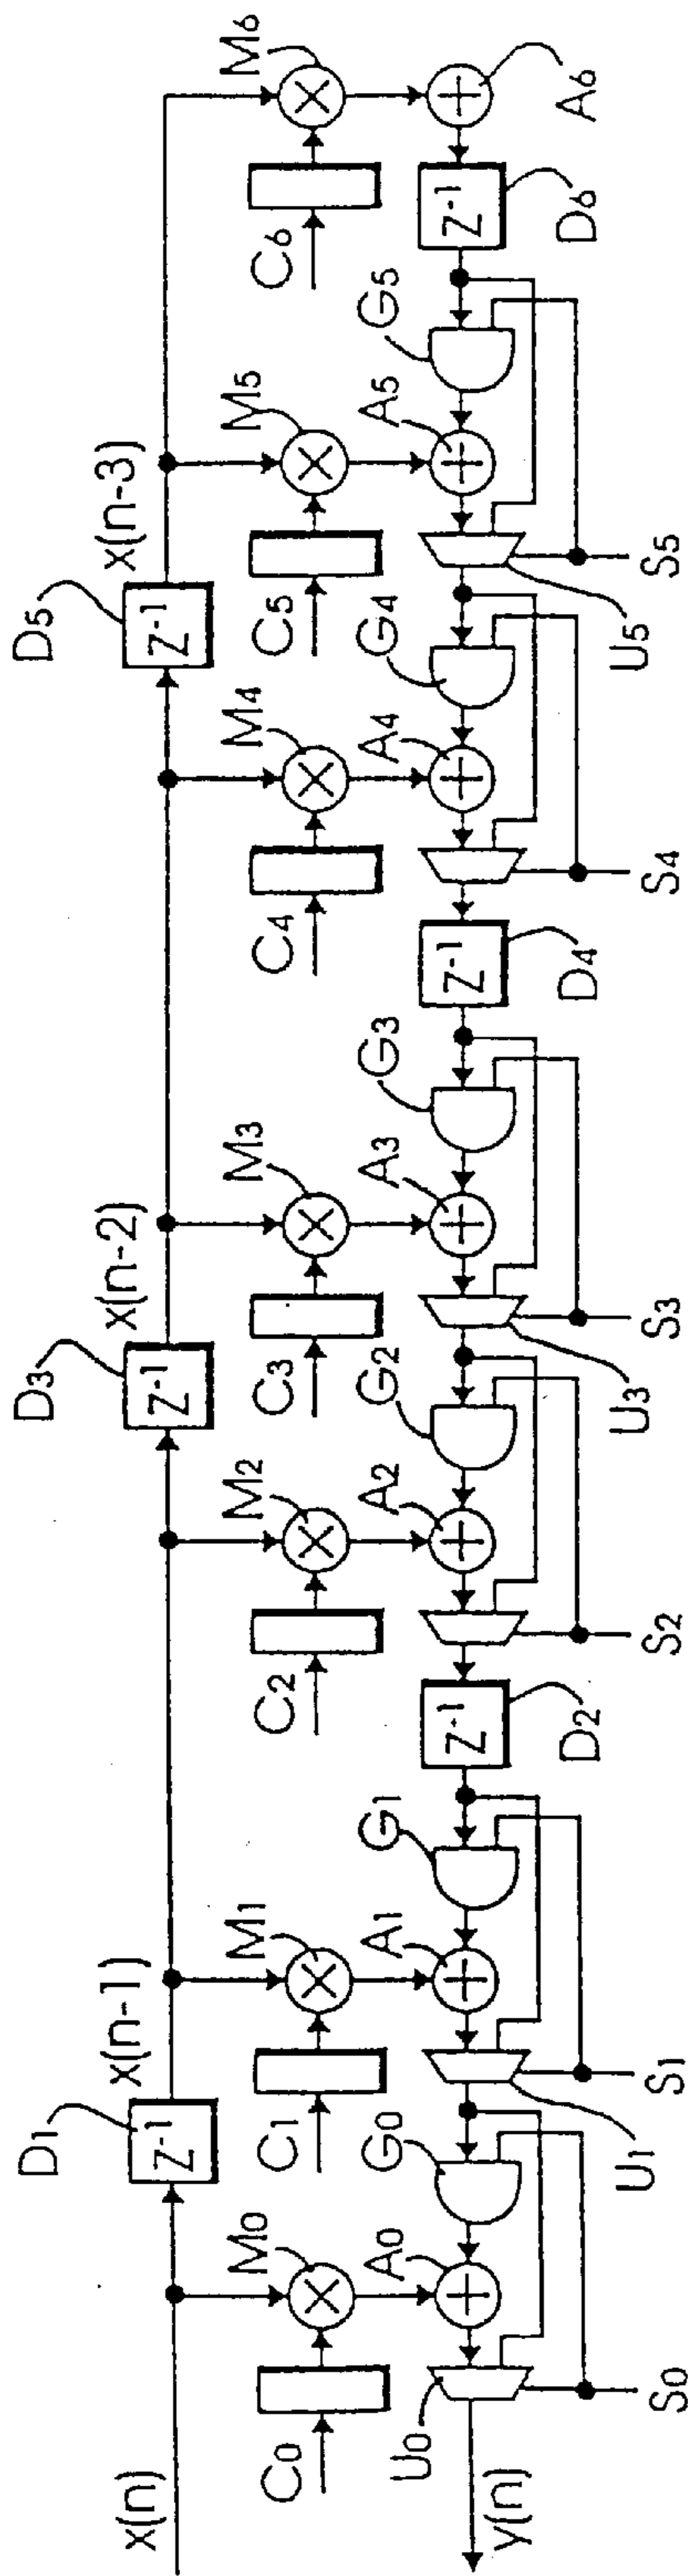 x(n) D1 x(n-1) D3 x(n-2) D5 x(n-3)
Z-1 Z-1 Z-1
M0 M1 M2 M3 M4 M5 M6
C0 C1 C2 C3 C4 C5 C6
A0 G0 A1 G1 A2 G2 A3 G3 A4 G4 A5 G5
U0 Z-1 Z-1 Z-1
y(n) U1 D2 U3 D4 U5 D6 A6
S0 S1 S2 S3 S4 S5